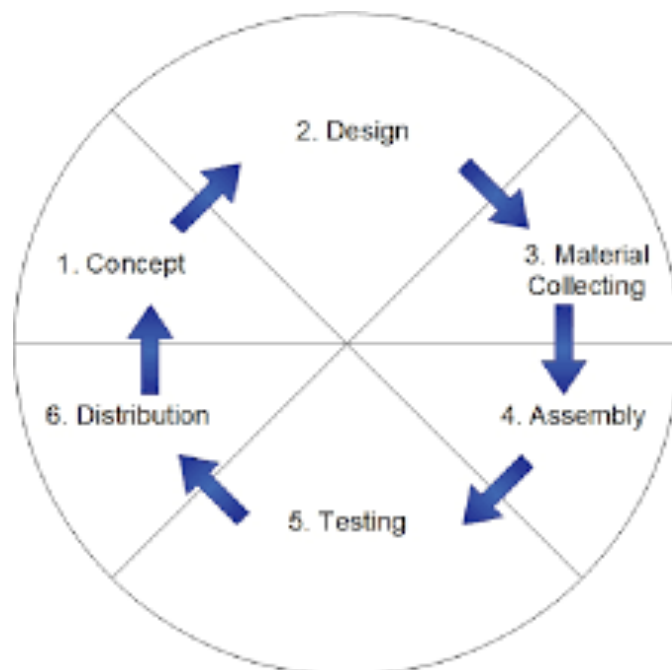 2. Design
1. Concept
3. Material
Collecting
6. Distribution
4. Assembly
5. Testing